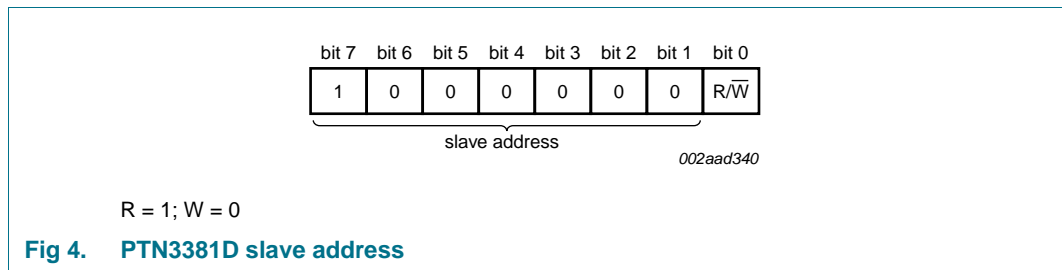 bit 7 bit 6 bit 5 bit 4 bit 3 bit 2 bit 1 bit 0
1 0 0 0 0 0 0 R/W̅
slave address
002aad340
R = 1; W = 0
Fig 4. PTN3381D slave address